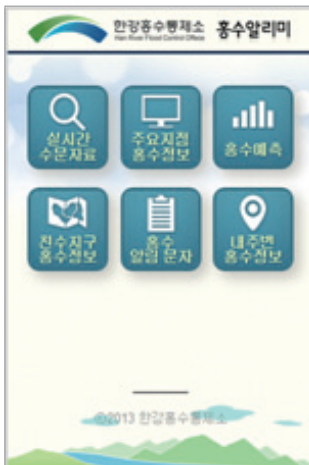 한강홍수통제소 홍수알리미
Han River Flood Control Office
실시간
수문자료
주요지점
홍수정보
홍수예측
침수지구
홍수정보
홍수
알림 문자
내 주변
홍수정보
©2013 한강홍수통제소